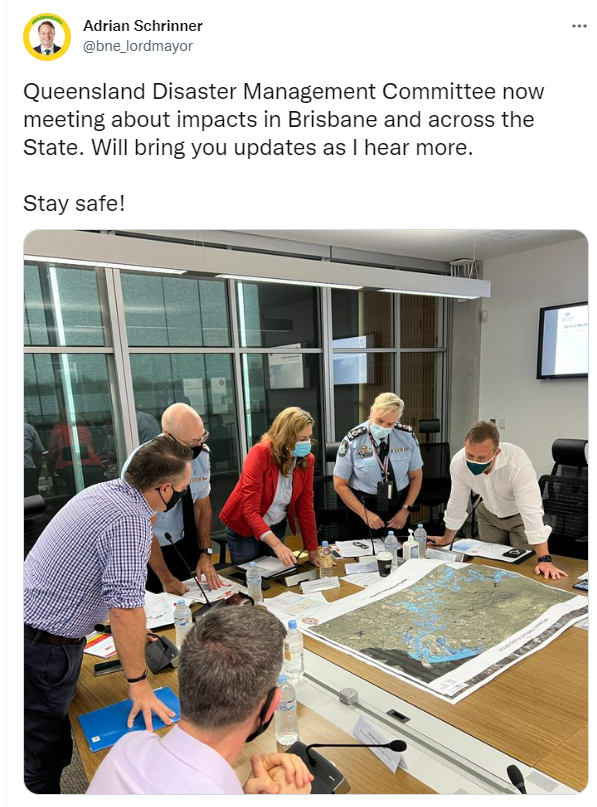 Adrian Schrinner
@bne_lordmayor
Queensland Disaster Management Committee now
meeting about impacts in Brisbane and across the
State. Will bring you updates as I hear more.
Stay safe!